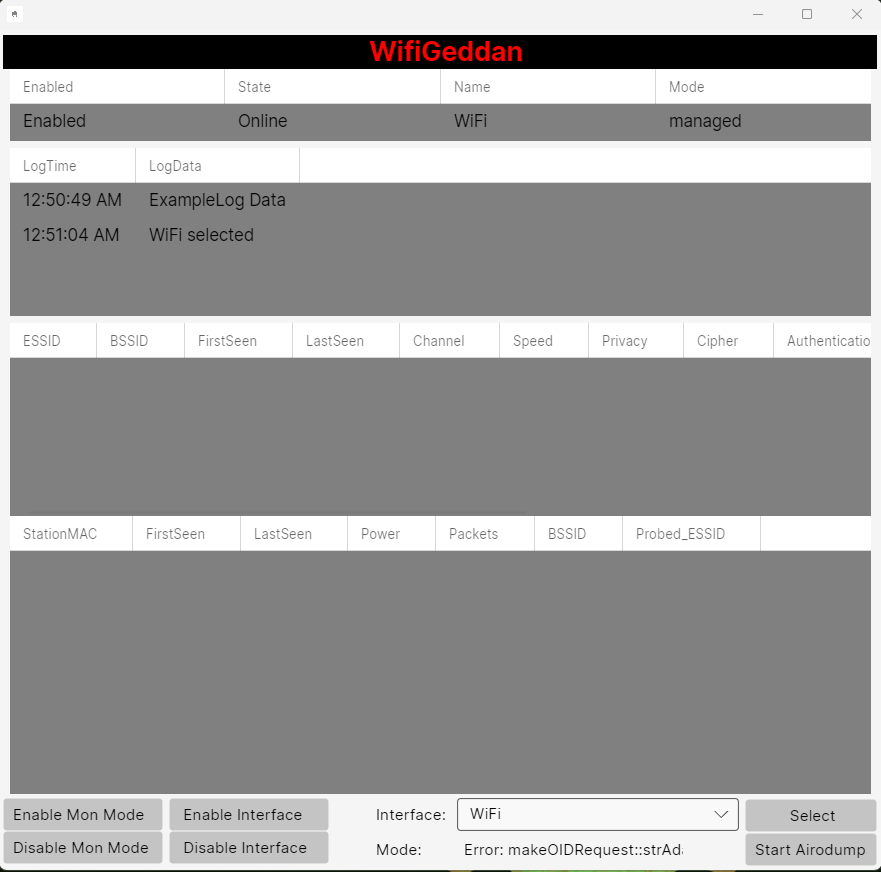 WifiGeddan
Enabled State Name Mode
Enabled Online WiFi managed
LogTime LogData
12:50:49 AM ExampleLog Data
12:51:04 AM WiFi selected
ESSID BSSID FirstSeen LastSeen Channel Speed Privacy Cipher Authenticatio
StationMAC FirstSeen LastSeen Power Packets BSSID Probed_ESSID
Enable Mon Mode Enable Interface Interface: WiFi Select
Disable Mon Mode Disable Interface Mode: Error: makeOIDRequest::strAd Start Airodump